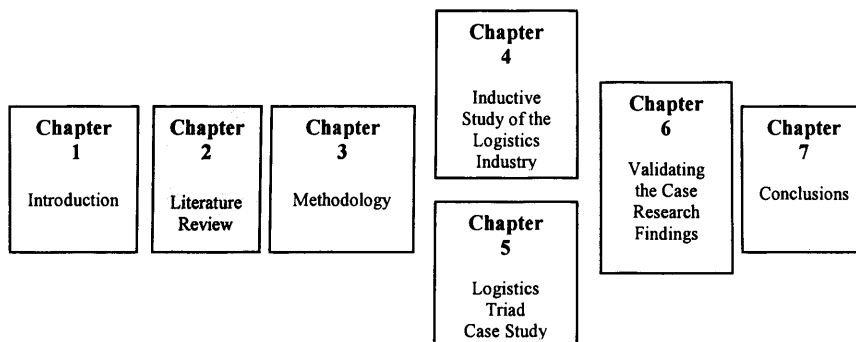 Chapter
1
Introduction
Chapter
2
Literature
Review
Chapter
3
Methodology
Chapter
4
Inductive
Study of the
Logistics
Industry
Chapter
5
Logistics
Triad
Case Study
Chapter
6
Validating
the Case
Research
Findings
Chapter
7
Conclusions